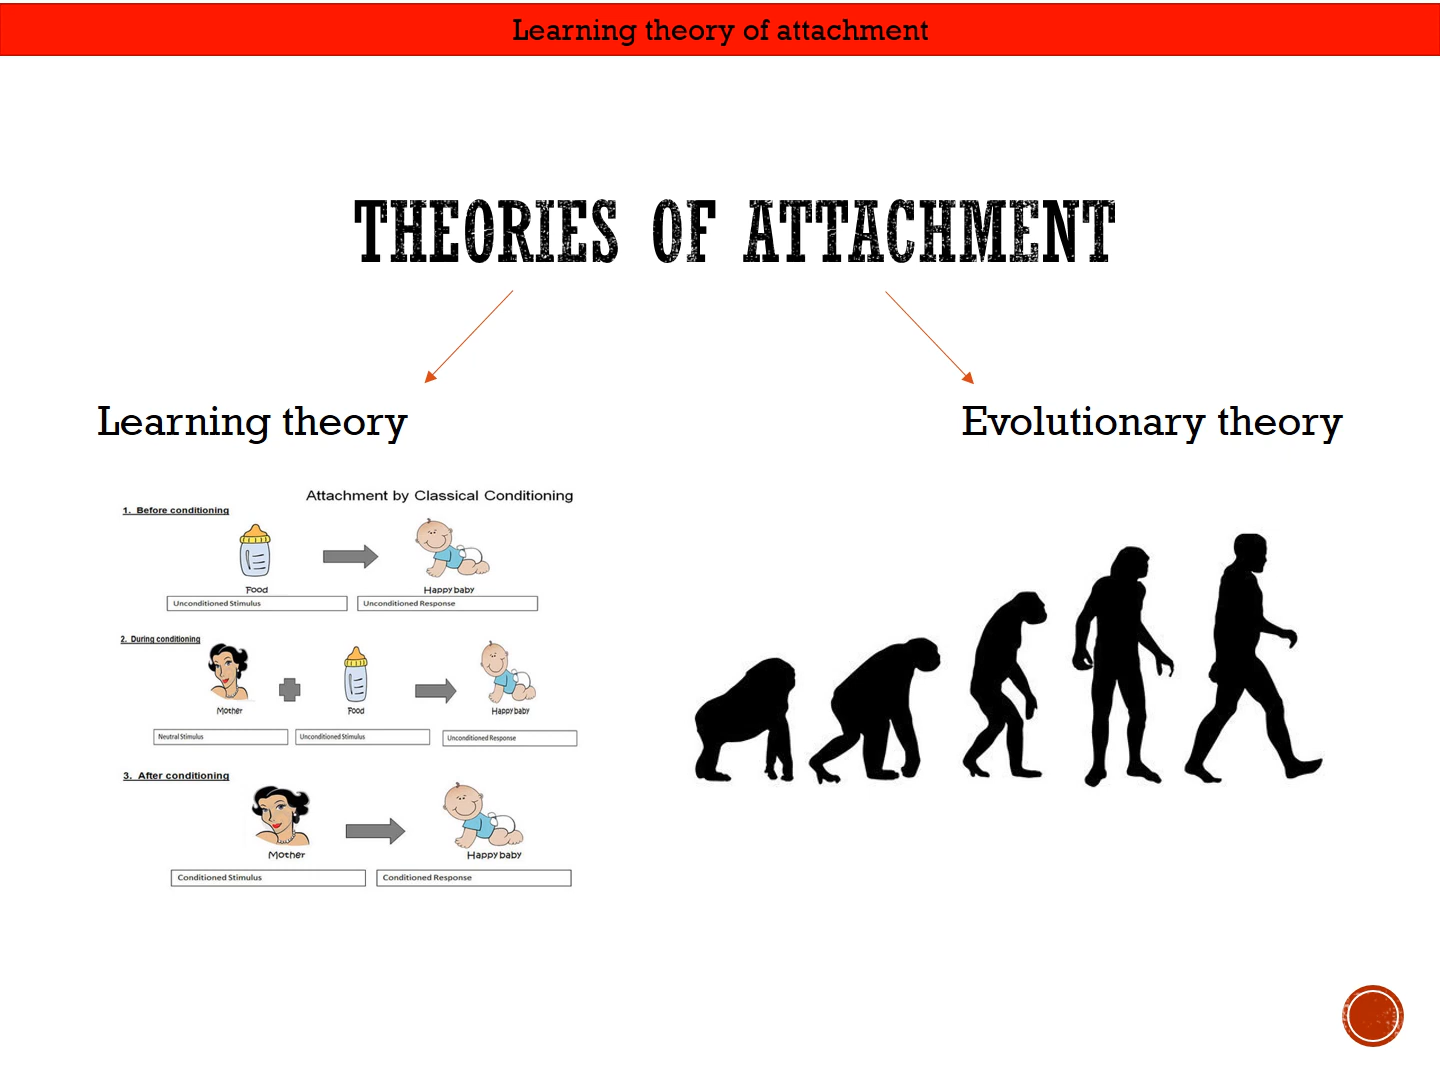 Learning theory of attachment
THEORIES OF ATTACHMENT
Learning theory
Evolutionary theory
Attachment by Classical Conditioning
1. Before conditioning
Food
Happy baby
Unconditioned Stimulus
Unconditioned Response
2. During conditioning
Mother
Food
Happy baby
Neutral Stimulus
Unconditioned Stimulus
Unconditioned Response
3. After conditioning
Mother
Happy baby
Conditioned Stimulus
Conditioned Response